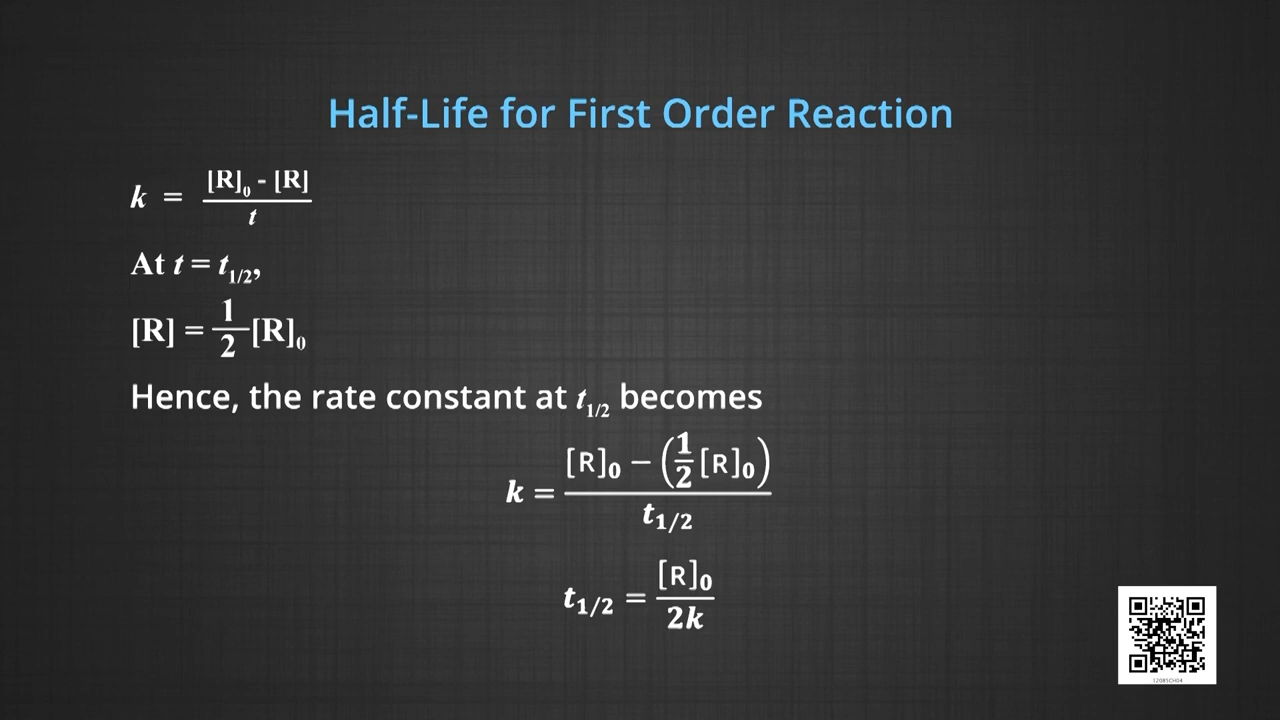 Half-Life for First Order Reaction
k = [R]₀ - [R] / t
At t = t₁/₂,
[R] = 1/2 [R]₀
Hence, the rate constant at t₁/₂ becomes
k = [R]₀ − (1/2 [R]₀) / t₁/₂
t₁/₂ = [R]₀ / 2k
12085CH04